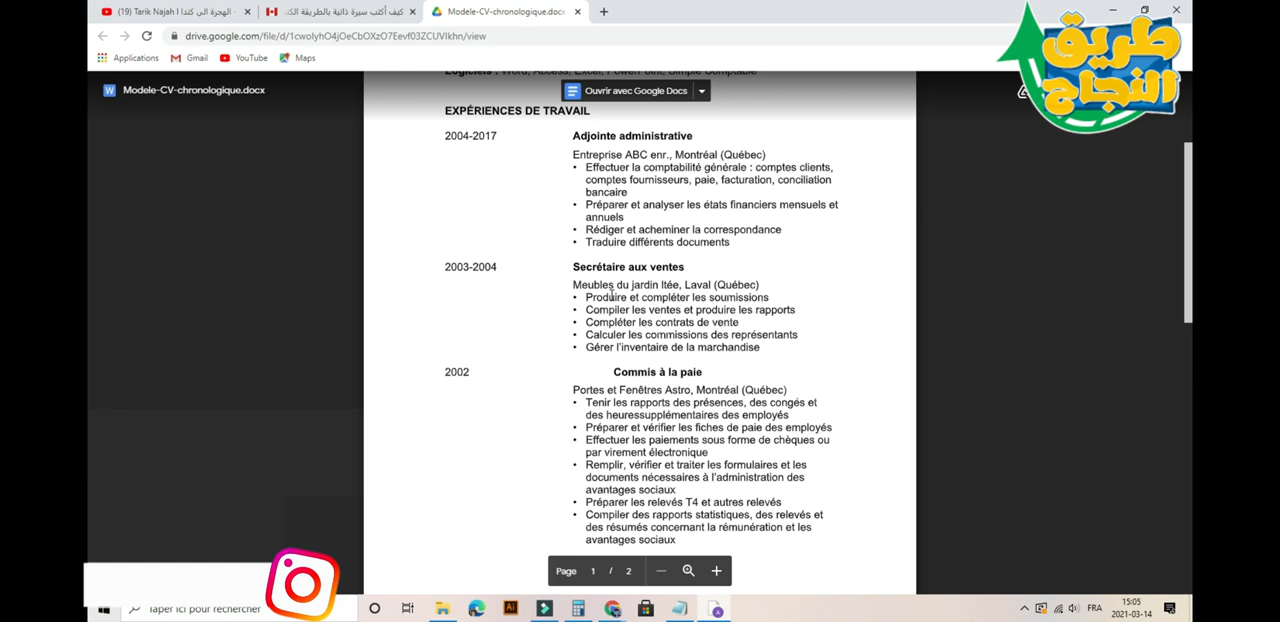 (19) Tarik Najah I الهجرة الى كندا -
كيف أكتب سيرة ذاتية بالطريقة الك
Modele-CV-chronologique.docx
drive.google.com/file/d/1cwolyhO4jOeCbOXzO7Eevf03ZCUVIkhn/view
Applications
Gmail
YouTube
Maps
طريق
النجاح
Modele-CV-chronologique.docx
Ouvrir avec Google Docs
Logiciels : Word, Access, Excel, PowerPoint, Simple Comptable
EXPÉRIENCES DE TRAVAIL
2004-2017 Adjointe administrative
Entreprise ABC enr., Montréal (Québec)
• Effectuer la comptabilité générale : comptes clients,
comptes fournisseurs, paie, facturation, conciliation
bancaire
• Préparer et analyser les états financiers mensuels et
annuels
• Rédiger et acheminer la correspondance
• Traduire différents documents
2003-2004 Secrétaire aux ventes
Meubles du jardin ltée, Laval (Québec)
• Produire et compléter les soumissions
• Compiler les ventes et produire les rapports
• Compléter les contrats de vente
• Calculer les commissions des représentants
• Gérer l'inventaire de la marchandise
2002 Commis à la paie
Portes et Fenêtres Astro, Montréal (Québec)
• Tenir les rapports des présences, des congés et
des heuressupplémentaires des employés
• Préparer et vérifier les fiches de paie des employés
• Effectuer les paiements sous forme de chèques ou
par virement électronique
• Remplir, vérifier et traiter les formulaires et les
documents nécessaires à l'administration des
avantages sociaux
• Préparer les relevés T4 et autres relevés
• Compiler des rapports statistiques, des relevés et
des résumés concernant la rémunération et les
avantages sociaux
Page 1 / 2
Taper ici pour rechercher
FRA
15:05
2021-03-14